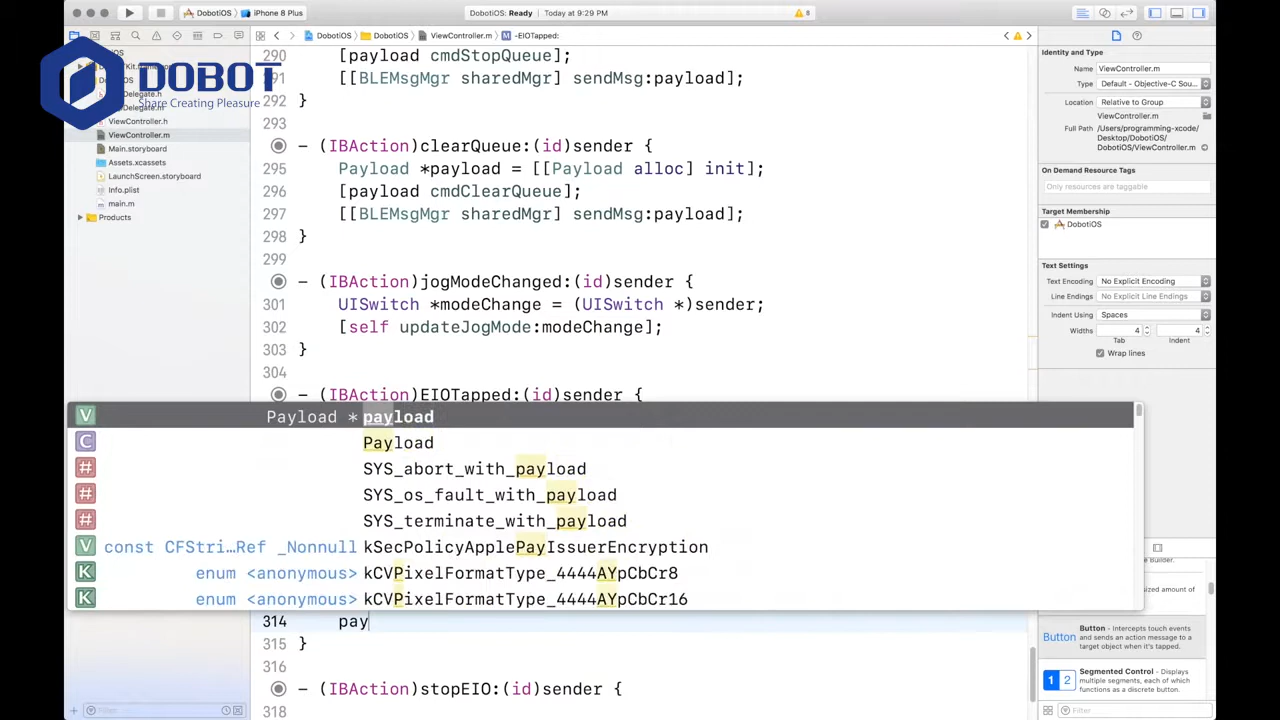 DobotiOS
iPhone 8 Plus
DobotiOS: Ready
Today at 9:29 PM
8
DobotiOS
DobotiOS
ViewController.m
-EIOTapped:
DOBOT
Share Creating Pleasure
ViewController.h
ViewController.m
Main.storyboard
Assets.xcassets
LaunchScreen.storyboard
Info.plist
main.m
Products
Filter
290 [payload cmdStopQueue];
291 [[BLEMsgMgr sharedMgr] sendMsg:payload];
292 }
293
- (IBAction)clearQueue:(id)sender {
295 Payload *payload = [[Payload alloc] init];
296 [payload cmdClearQueue];
297 [[BLEMsgMgr sharedMgr] sendMsg:payload];
298 }
299
- (IBAction)jogModeChanged:(id)sender {
301 UISwitch *modeChange = (UISwitch *)sender;
302 [self updateJogMode:modeChange];
303 }
304
- (IBAction)EIOTapped:(id)sender {
V Payload * payload
C Payload
# SYS_abort_with_payload
# SYS_os_fault_with_payload
# SYS_terminate_with_payload
V const CFStri…Ref _Nonnull kSecPolicyApplePayIssuerEncryption
K enum <anonymous> kCVPixelFormatType_4444AYpCbCr8
K enum <anonymous> kCVPixelFormatType_4444AYpCbCr16
314 pay
315 }
316
- (IBAction)stopEIO:(id)sender {
318
Identity and Type
Name ViewController.m
Type Default - Objective-C Sou...
Location Relative to Group
ViewController.m
Full Path /Users/programming-xcode/
Desktop/
DobotiOS/
DobotiOS/ViewController.m
On Demand Resource Tags
Only resources are taggable
Target Membership
DobotiOS
Text Settings
Text Encoding No Explicit Encoding
Line Endings No Explicit Line Endings
Indent Using Spaces
Widths 4 4
Tab Indent
Wrap lines
Builder.
Button Button - Intercepts touch events
and sends an action message to a
target object when it's tapped.
1 2 Segmented Control - Displays
multiple segments, each of which
functions as a discrete button.
Filter